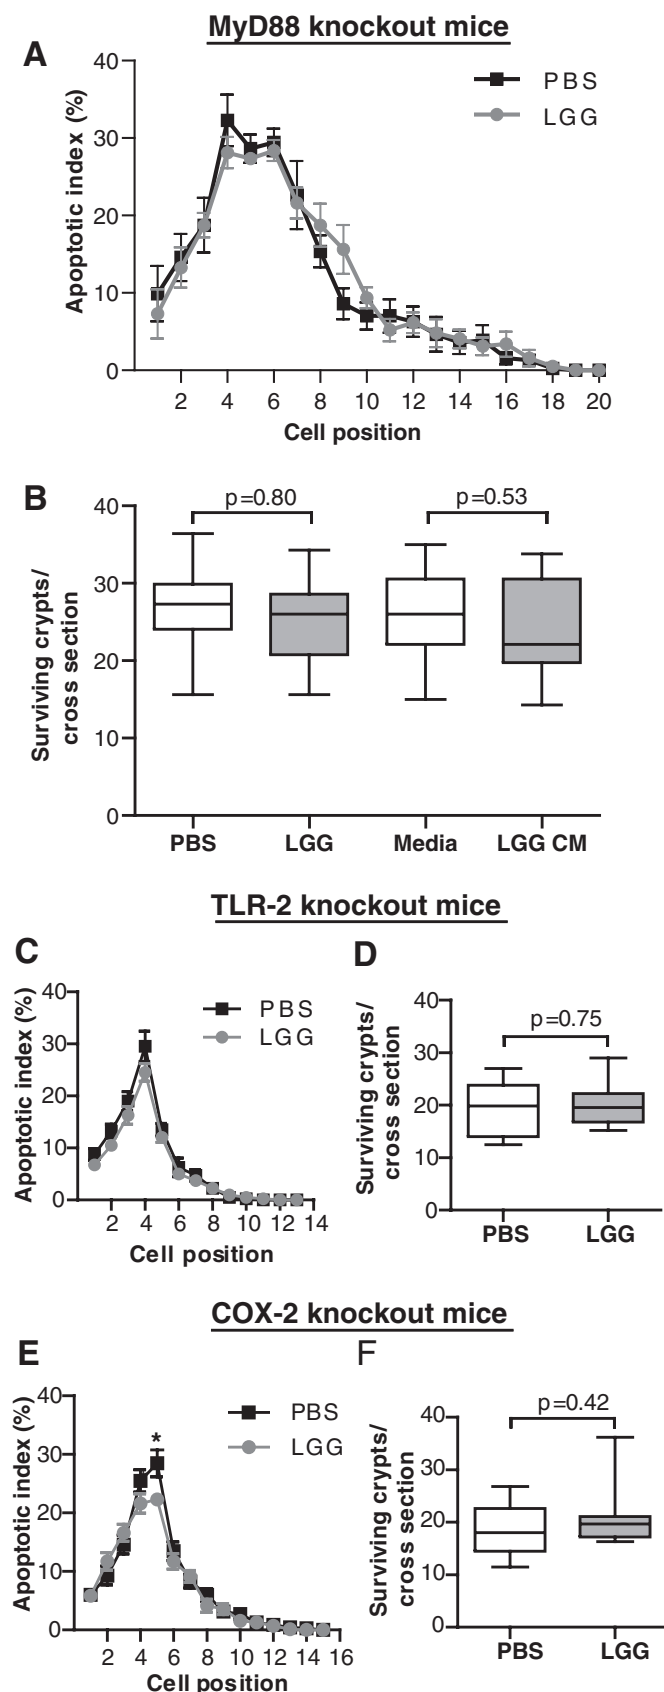 MyD88 knockout mice
A
Apoptotic index (%)
40
30
20
10
0
PBS
LGG
2 4 6 8 10 12 14 16 18 20
Cell position
B
Surviving crypts/
cross section
40
30
20
10
0
p=0.80
p=0.53
PBS LGG Media LGG CM
TLR-2 knockout mice
C
Apoptotic index (%)
40
30
20
10
0
PBS
LGG
2 4 6 8 10 12 14
Cell position
D
Surviving crypts/
cross section
40
30
20
10
0
p=0.75
PBS LGG
COX-2 knockout mice
E
Apoptotic index (%)
40
30
20
10
0
PBS
LGG
*
2 4 6 8 10 12 14 16
Cell position
F
Surviving crypts/
cross section
40
30
20
10
0
p=0.42
PBS LGG